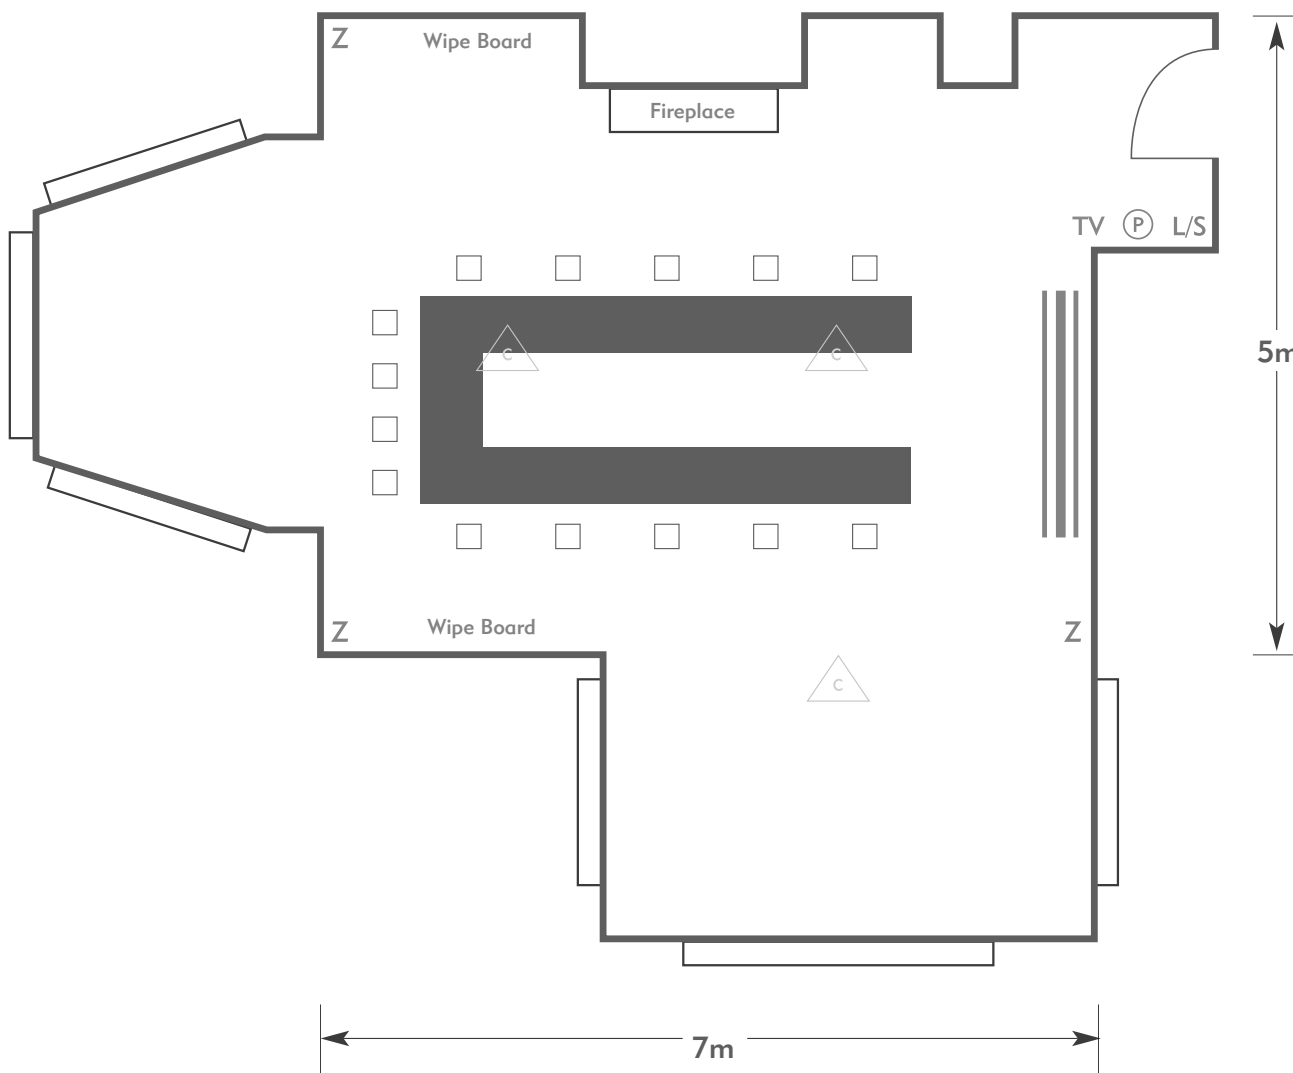 Z Wipe Board
Fireplace
TV P L/S
C C
5m
Z Wipe Board Z
C
7m